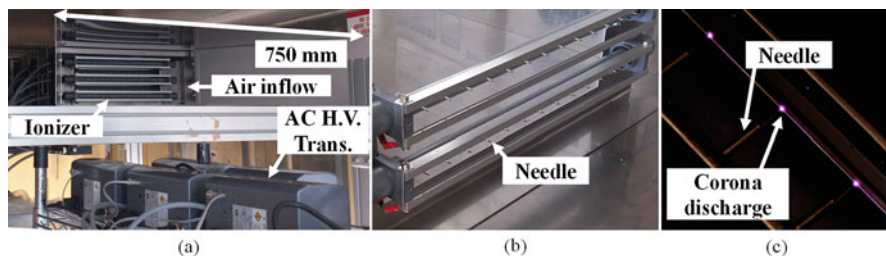 750 mm
Air inflow
Ionizer
AC H.V.
Trans.
(a)
Needle
(b)
Needle
Corona
discharge
(c)